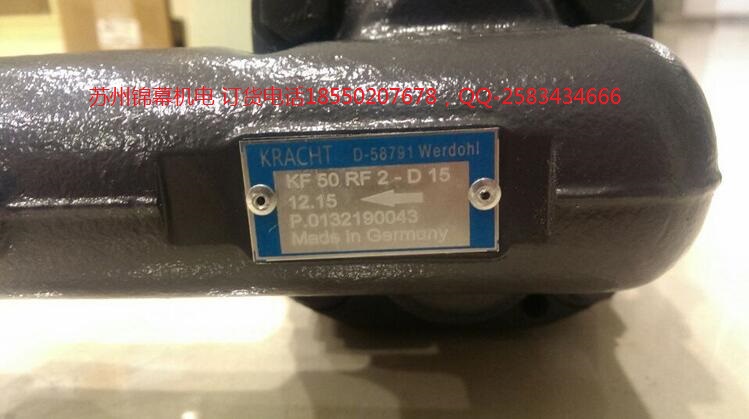 苏州锦幕机电 订货电话18550207678，QQ-2583434666
KRACHT D-58791 Werdohl
KF 50 RF 2 - D 15
12.15
P.0132190043
Made in Germany